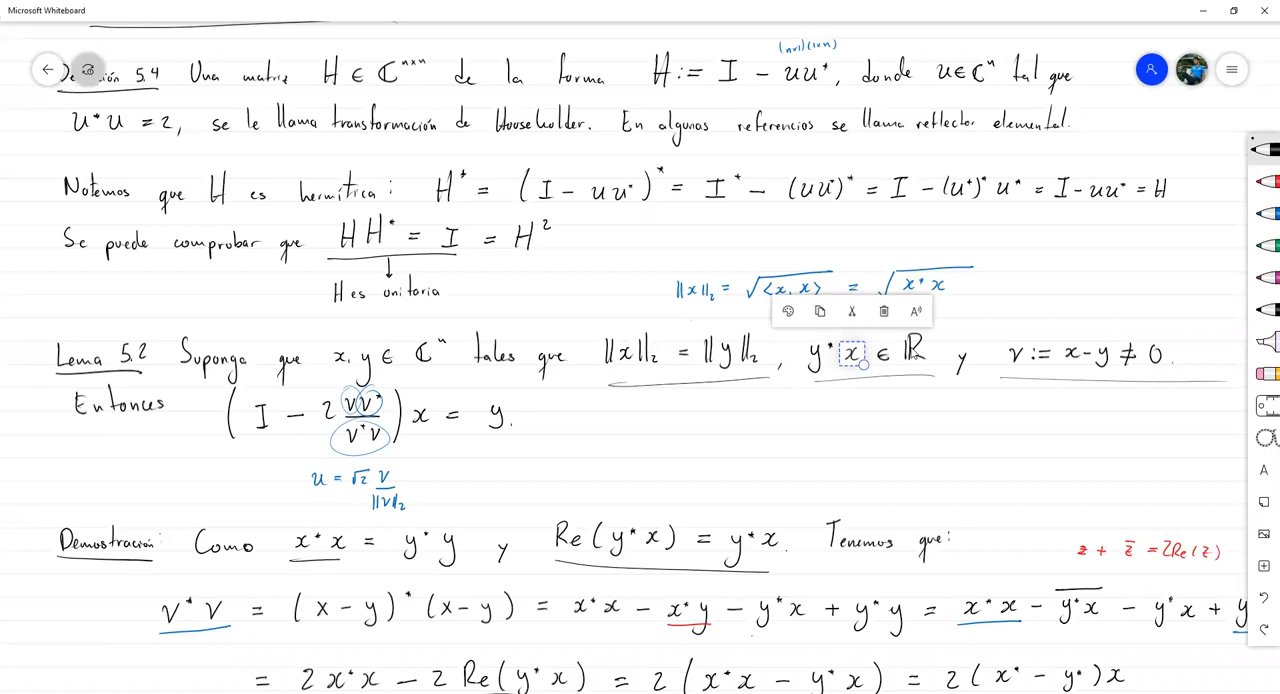 Microsoft Whiteboard
(n×1)(1×n)
5.4 Una matriz H ∈ ℂⁿˣⁿ de la forma H := I − uu*, donde u ∈ ℂⁿ tal que
u*u = 2, se le llama transformación de Householder. En algunas referencias se llama reflector elemental.
Notemos que H es hermítica: H* = (I − uu*)* = I* − (uu*)* = I − (u*)* u* = I − uu* = H
Se puede comprobar que HH* = I = H²
H es unitaria
‖x‖₂ = √⟨x, x⟩ = √x*x
Lema 5.2 Suponga que x, y ∈ ℂⁿ tales que ‖x‖₂ = ‖y‖₂, y*x ∈ ℝ y v := x−y ≠ 0.
Entonces (I − 2 vv*/v*v) x = y.
u = √2 v/‖v‖₂
Demostración: Como x*x = y*y y Re(y*x) = y*x. Tenemos que:
z + z̅ = 2Re(z)
v*v = (x−y)*(x−y) = x*x − x*y − y*x + y*y = x*x − y̅*̅x̅ − y*x + y
= 2x*x − 2 Re(y*x) = 2(x*x − y*x) = 2(x* − y*)x